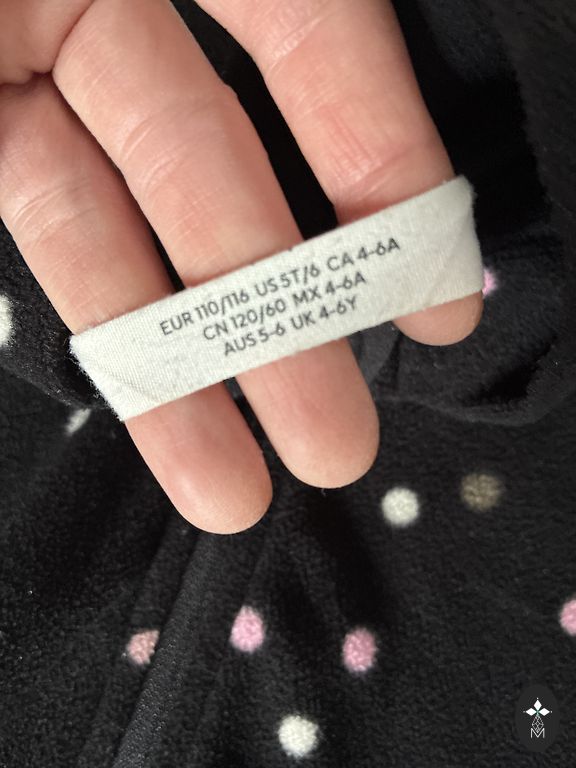 EUR 110/116 US 5T/6 CA 4-6A
CN 120/60 MX 4-6A
AUS 5-6 UK 4-6Y